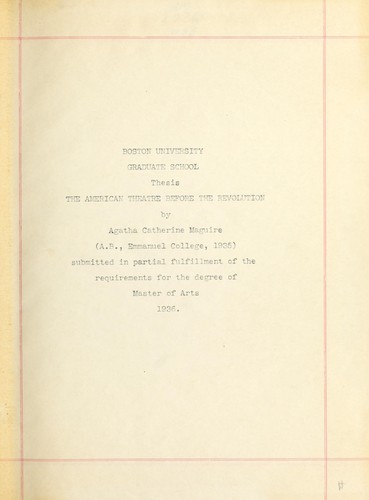 BOSTON UNIVERSITY
GRADUATE SCHOOL
Thesis
THE AMERICAN THEATRE BEFORE THE REVOLUTION
by
Agatha Catherine Maguire
(A.B., Emmanuel College, 1935)
submitted in partial fulfillment of the
requirements for the degree of
Master of Arts
1936.